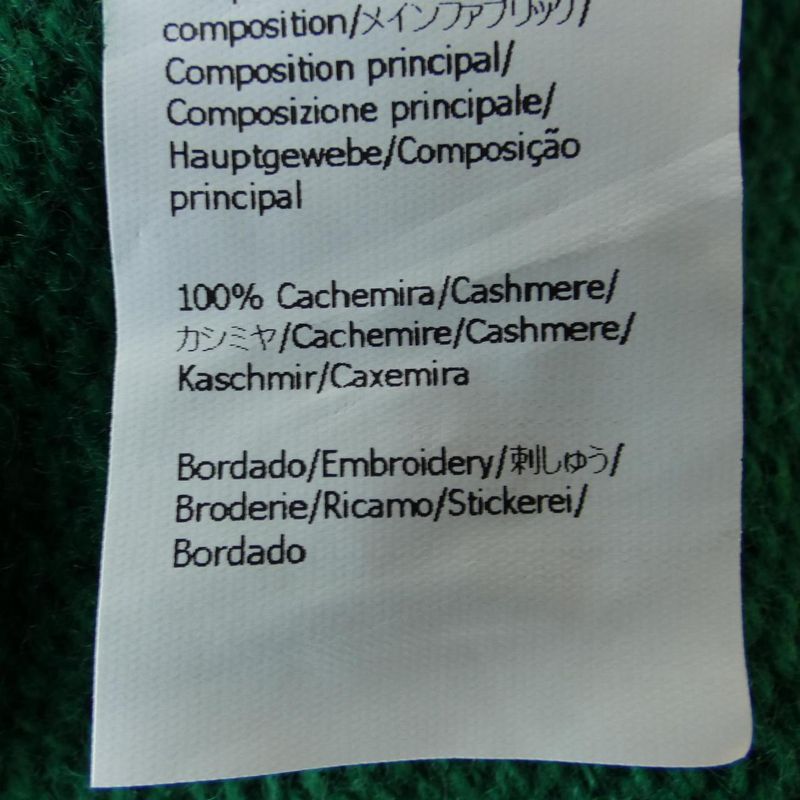 composition/メインファブリック/
Composition principal/
Composizione principale/
Hauptgewebe/Composição
principal
100% Cachemira/Cashmere/
カシミヤ/Cachemire/Cashmere/
Kaschmir/Caxemira
Bordado/Embroidery/刺しゅう/
Broderie/Ricamo/Stickerei/
Bordado